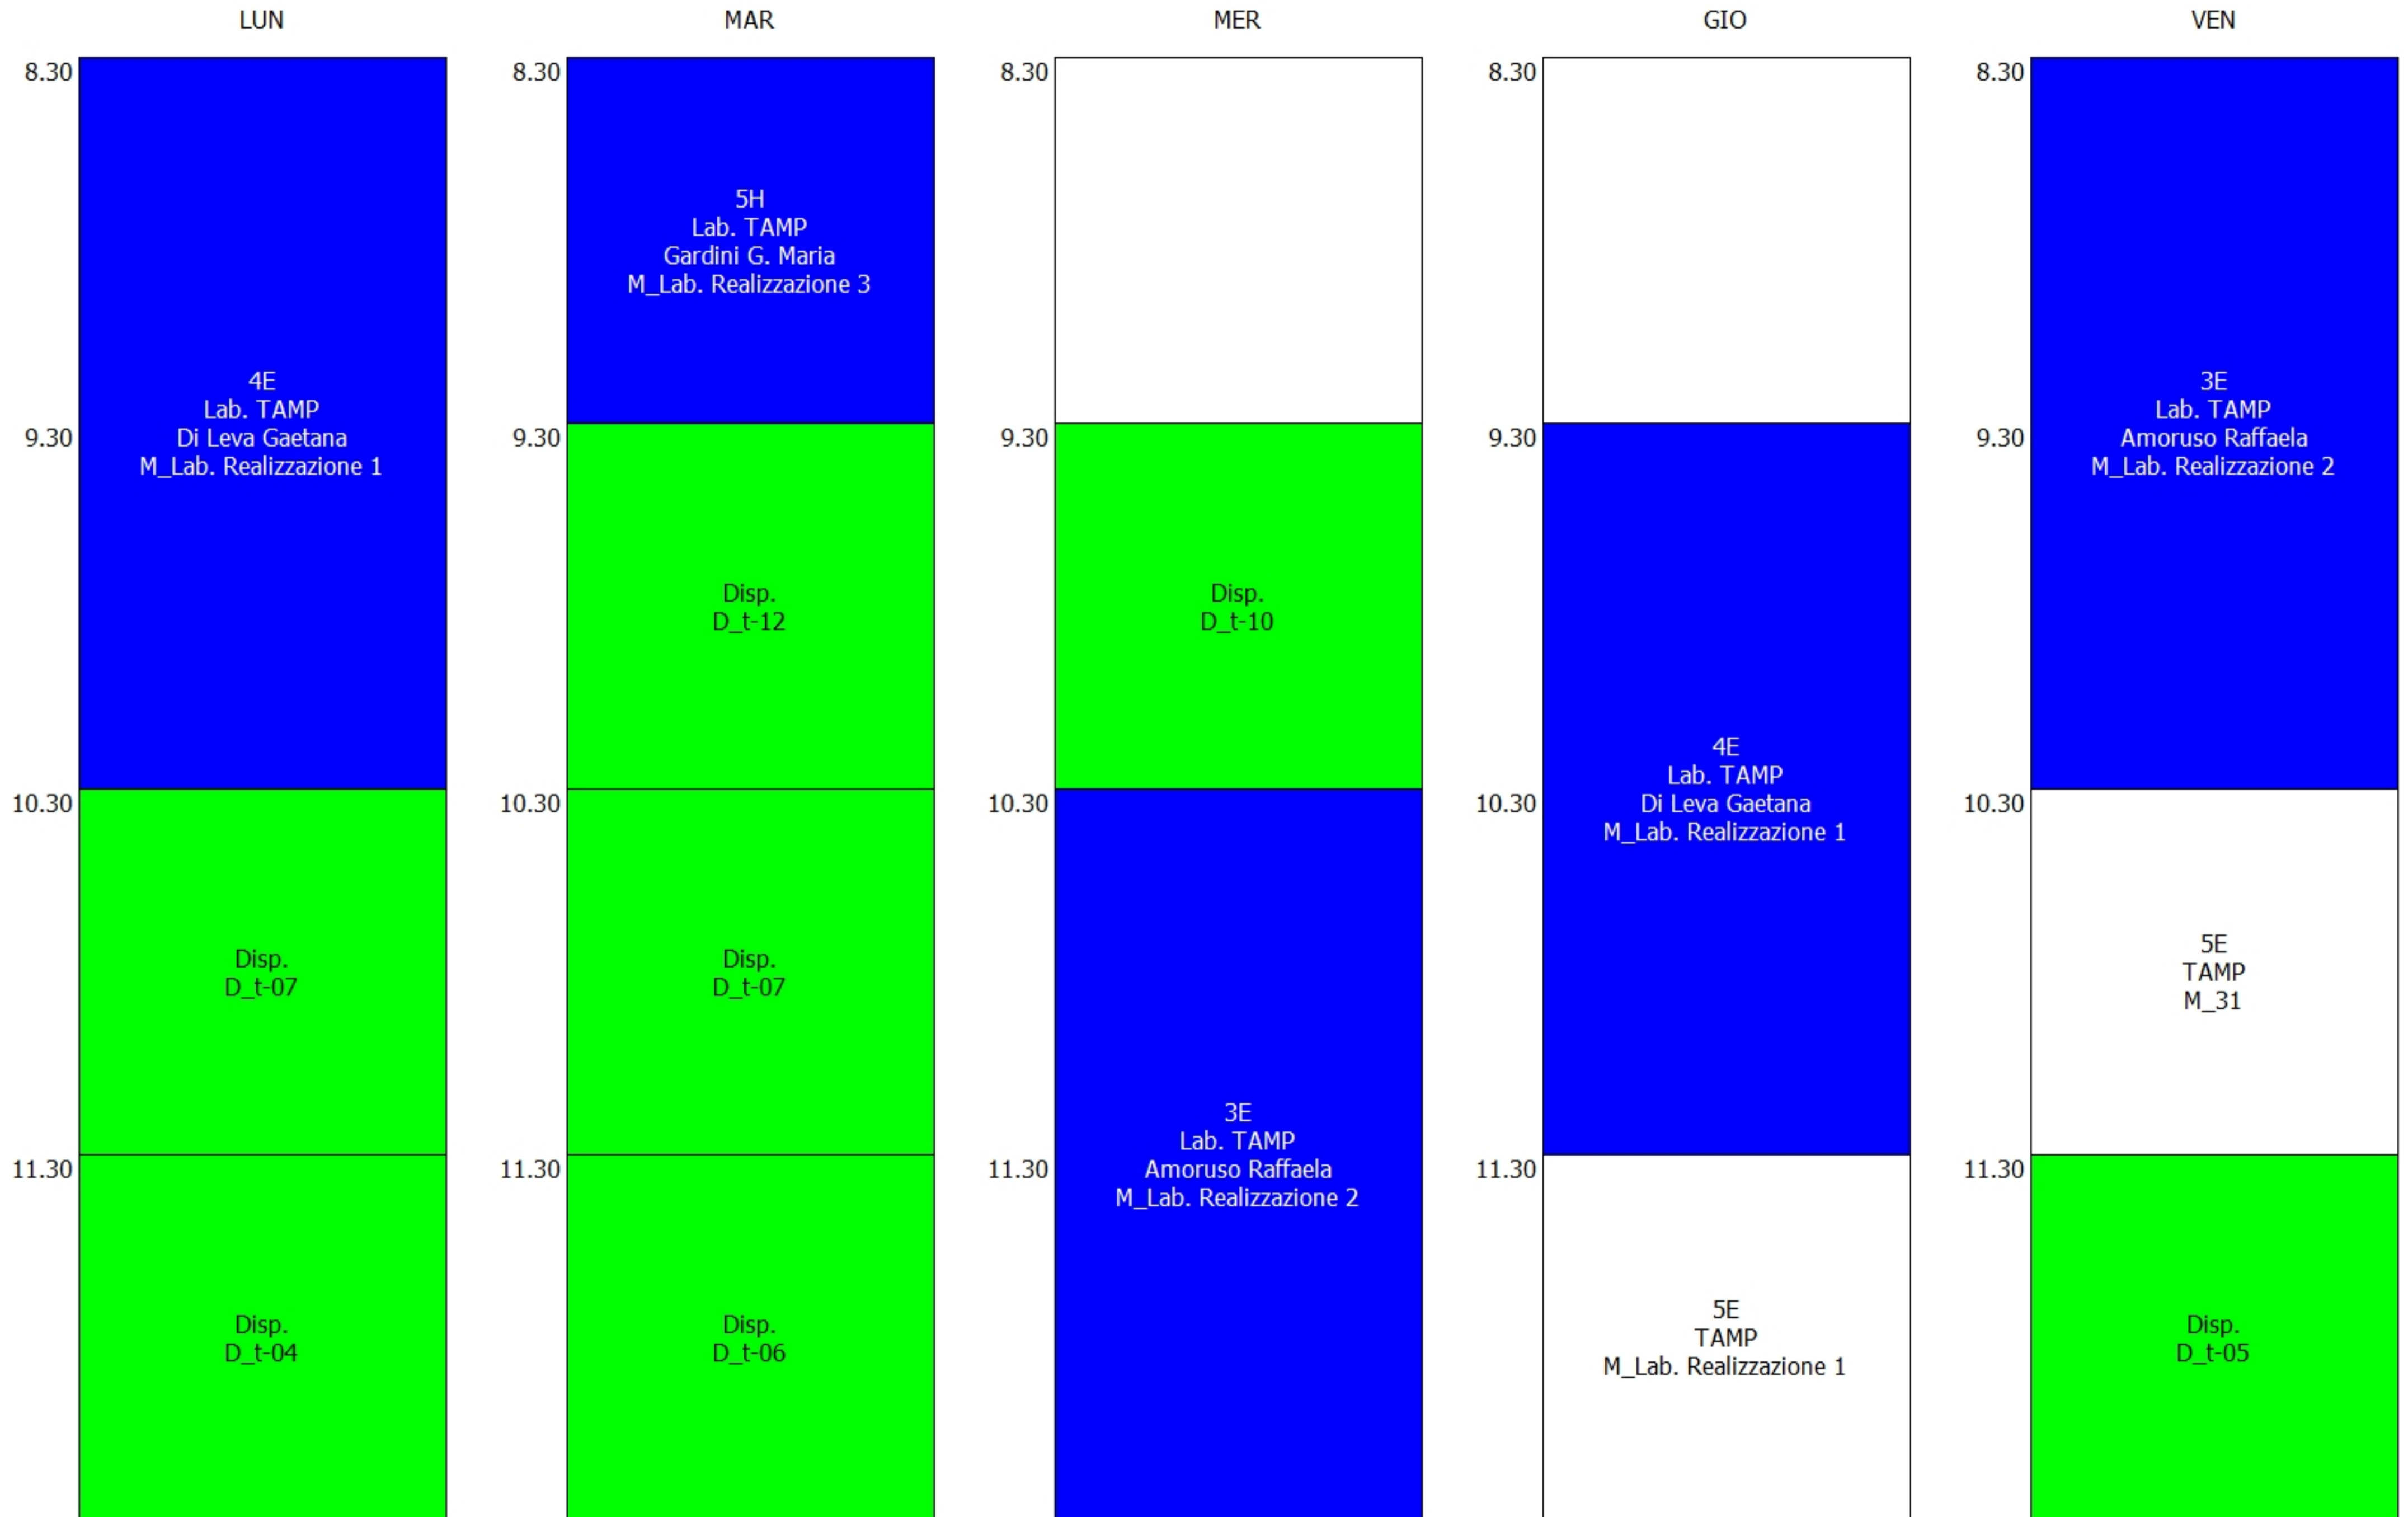 LUN
8.30
4E
Lab. TAMP
Di Leva Gaetana
M_Lab. Realizzazione 1
9.30
10.30
Disp.
D_t-07
11.30
Disp.
D_t-04
MAR
8.30
5H
Lab. TAMP
Gardini G. Maria
M_Lab. Realizzazione 3
9.30
Disp.
D_t-12
10.30
Disp.
D_t-07
11.30
Disp.
D_t-06
MER
8.30
9.30
Disp.
D_t-10
10.30
3E
Lab. TAMP
Amoruso Raffaela
M_Lab. Realizzazione 2
11.30
GIO
8.30
9.30
4E
Lab. TAMP
Di Leva Gaetana
M_Lab. Realizzazione 1
10.30
11.30
5E
TAMP
M_Lab. Realizzazione 1
VEN
8.30
3E
Lab. TAMP
Amoruso Raffaela
M_Lab. Realizzazione 2
9.30
10.30
5E
TAMP
M_31
11.30
Disp.
D_t-05